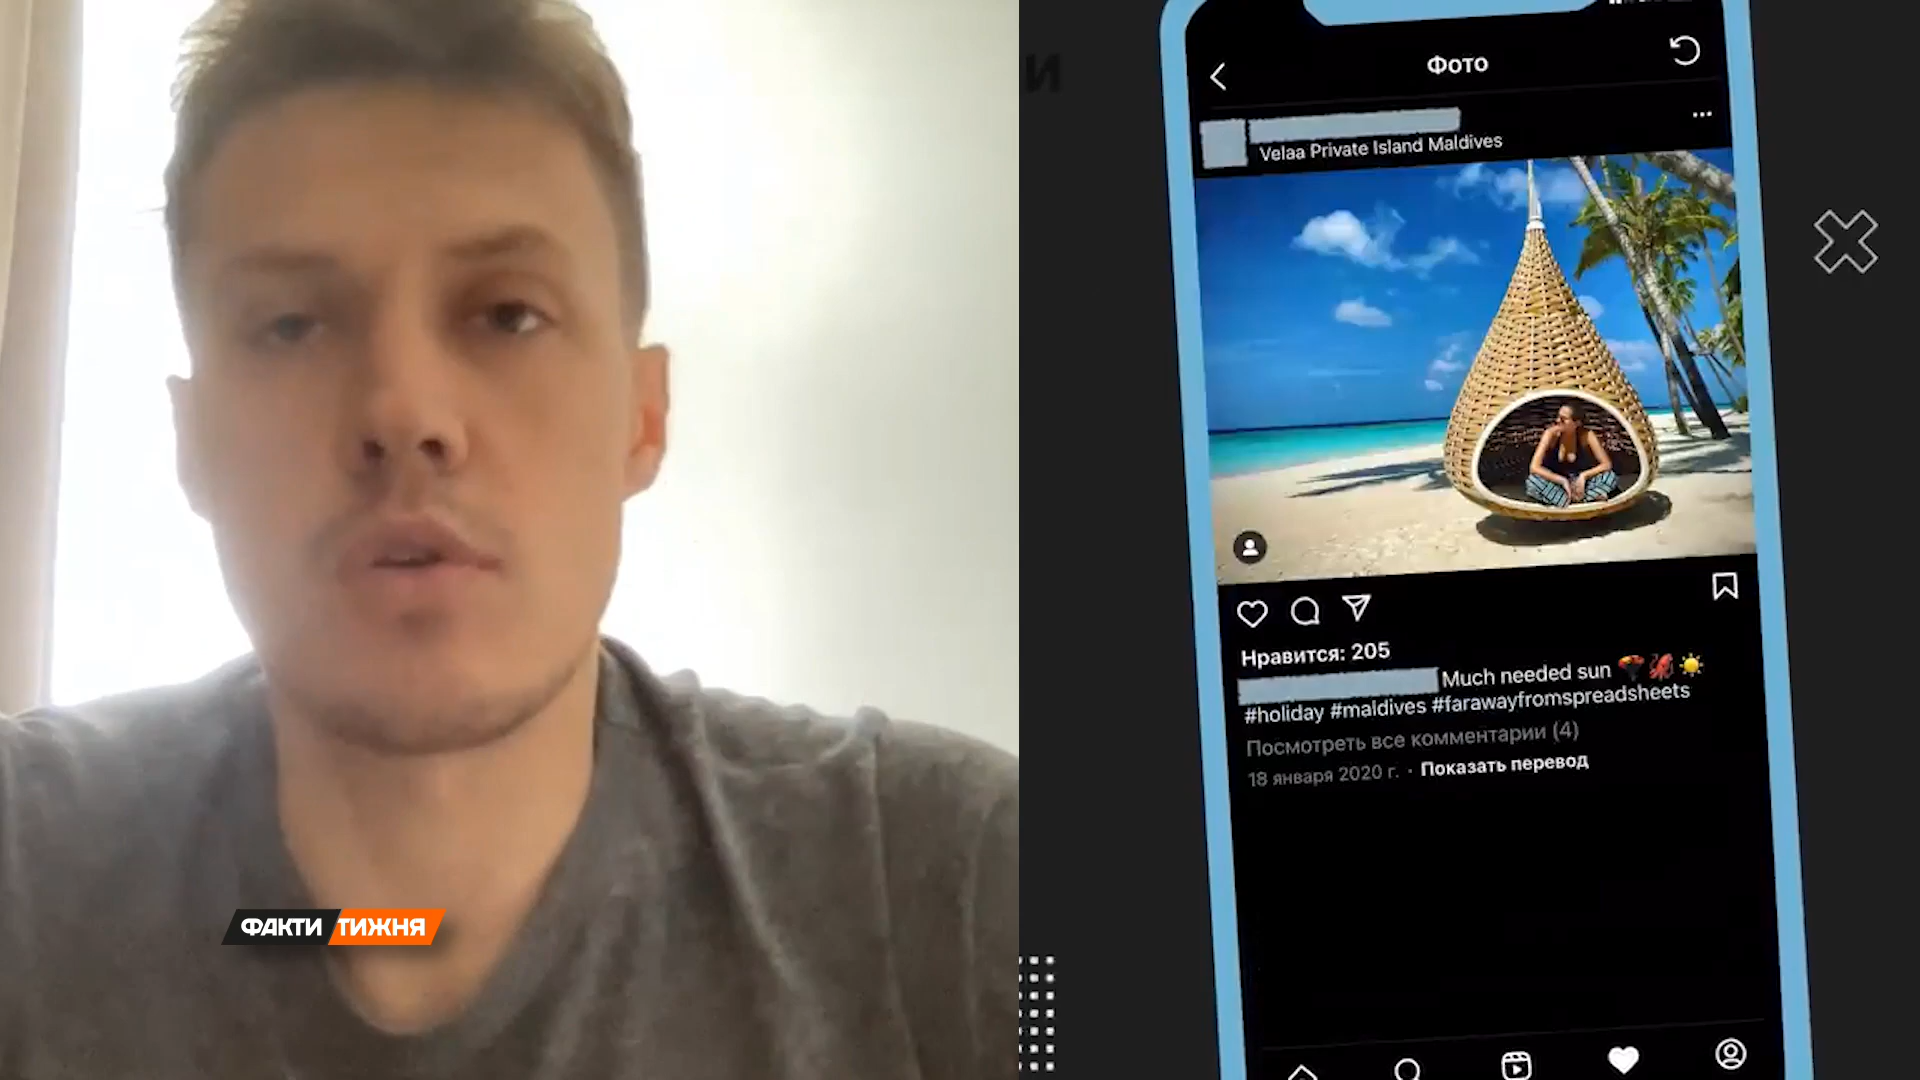 ФАКТИ ТИЖНЯ
и
Фото
Velaa Private Island Maldives
Нравится: 205
Much needed sun
#holiday #maldives #farawayfromspreadsheets
Посмотреть все комментарии (4)
18 января 2020 г. · Показать перевод